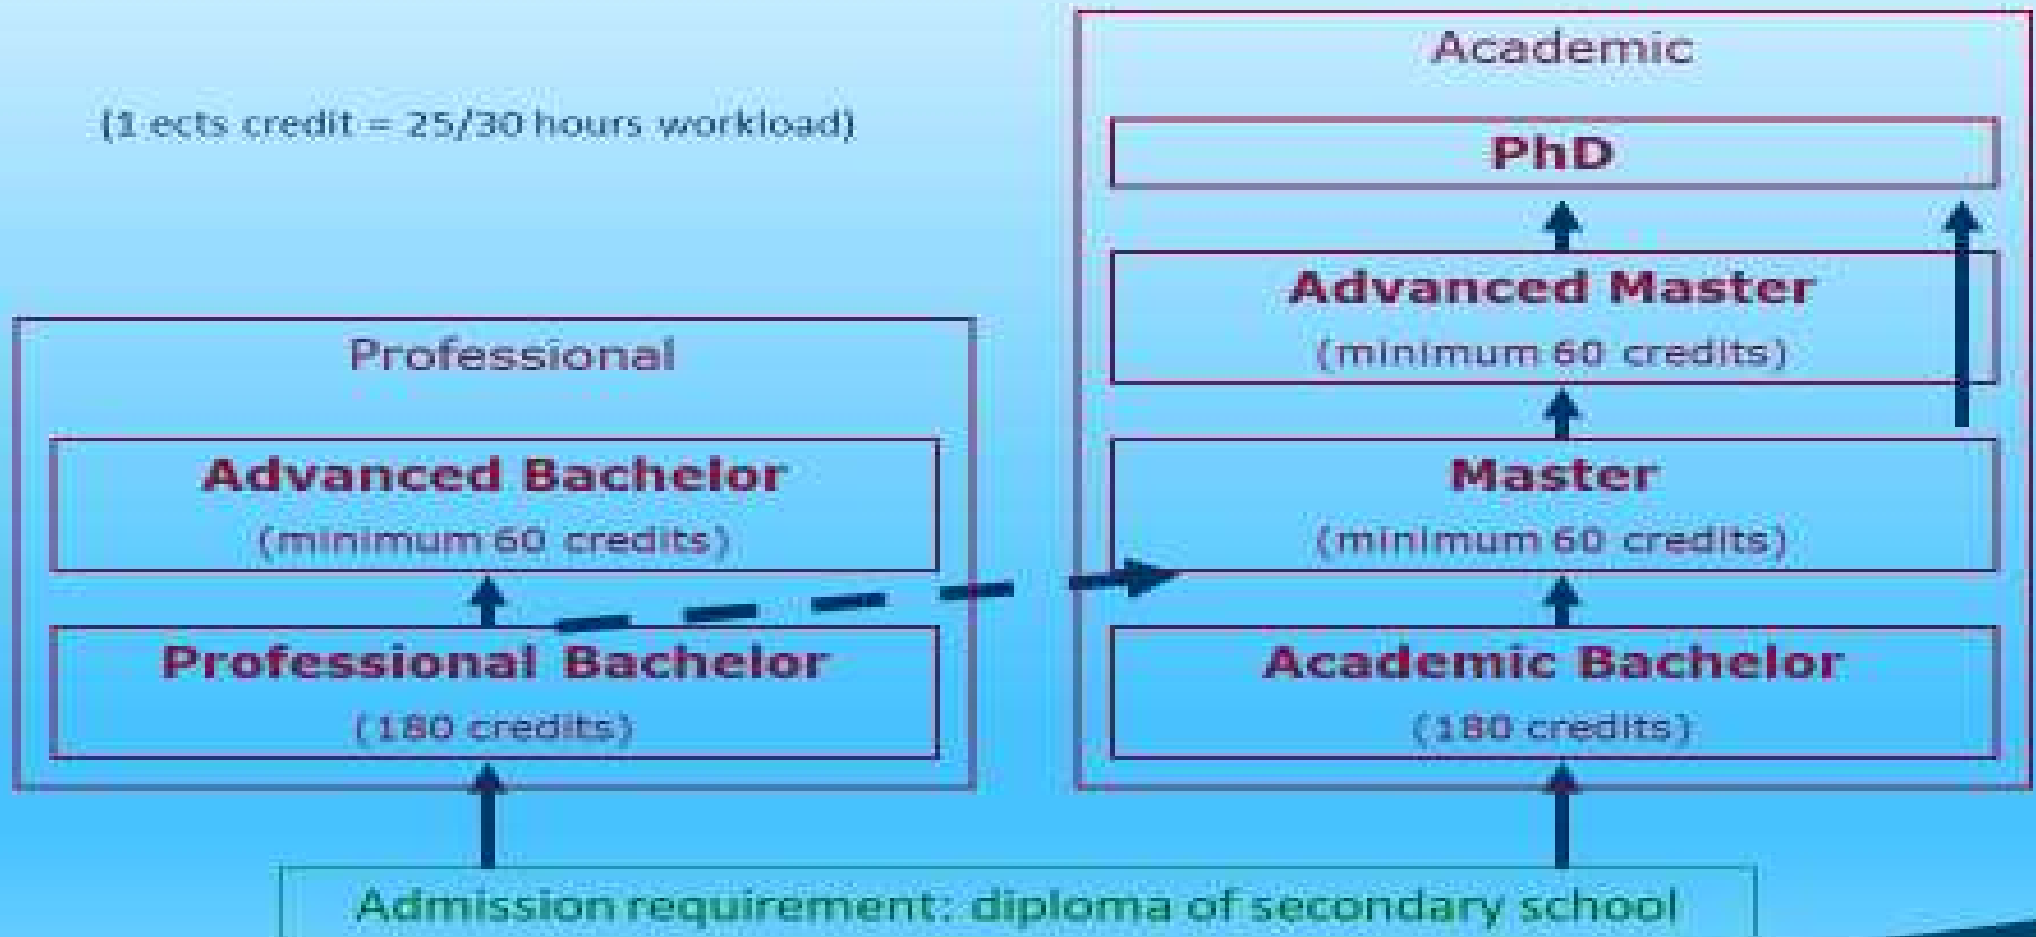 (1 ects credit = 25/30 hours workload)
Professional
Advanced Bachelor
(minimum 60 credits)
Professional Bachelor
(180 credits)
Academic
PhD
Advanced Master
(minimum 60 credits)
Master
(minimum 60 credits)
Academic Bachelor
(180 credits)
Admission requirement: diploma of secondary school